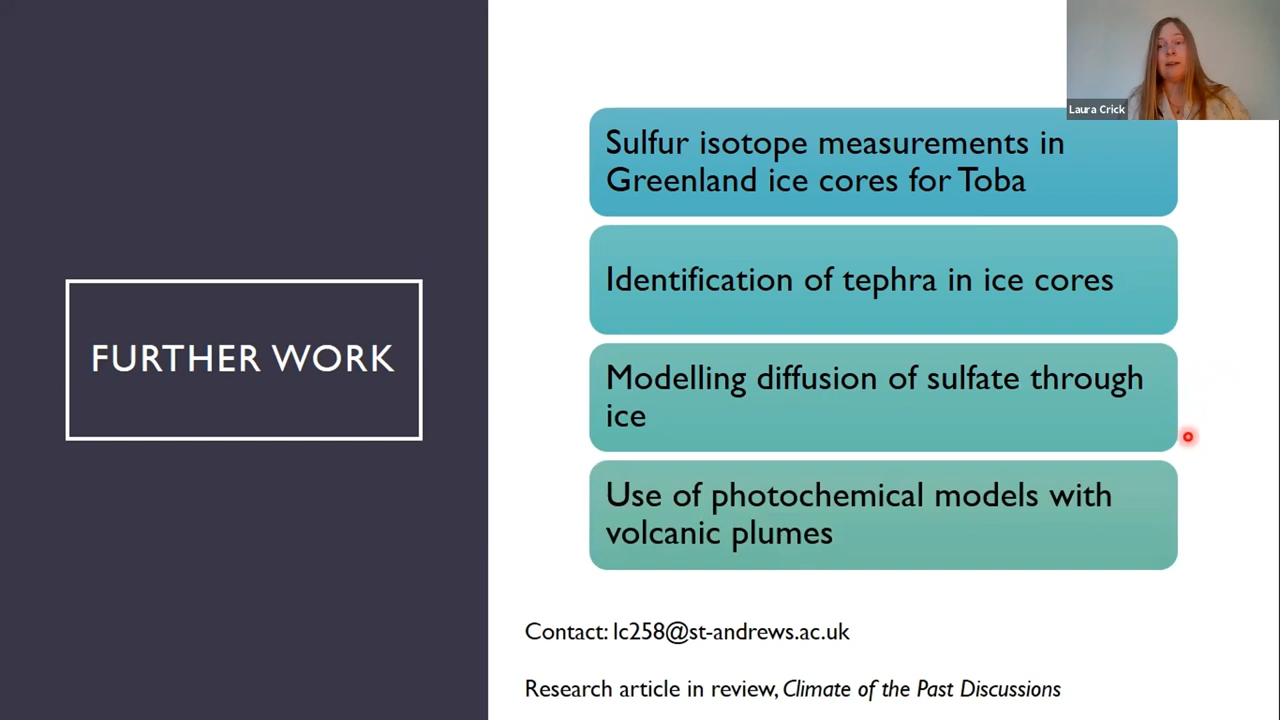 Laura Crick
Sulfur isotope measurements in
Greenland ice cores for Toba
Identification of tephra in ice cores
FURTHER WORK
Modelling diffusion of sulfate through
ice
Use of photochemical models with
volcanic plumes
Contact: lc258@st-andrews.ac.uk
Research article in review, Climate of the Past Discussions